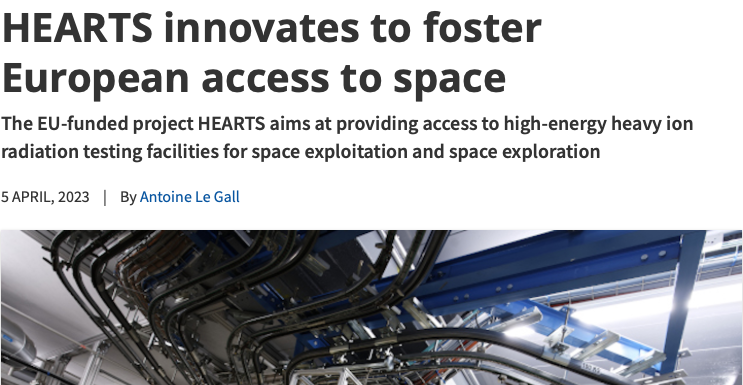 HEARTS innovates to foster
European access to space
The EU-funded project HEARTS aims at providing access to high-energy heavy ion
radiation testing facilities for space exploitation and space exploration
5 APRIL, 2023 | By Antoine Le Gall